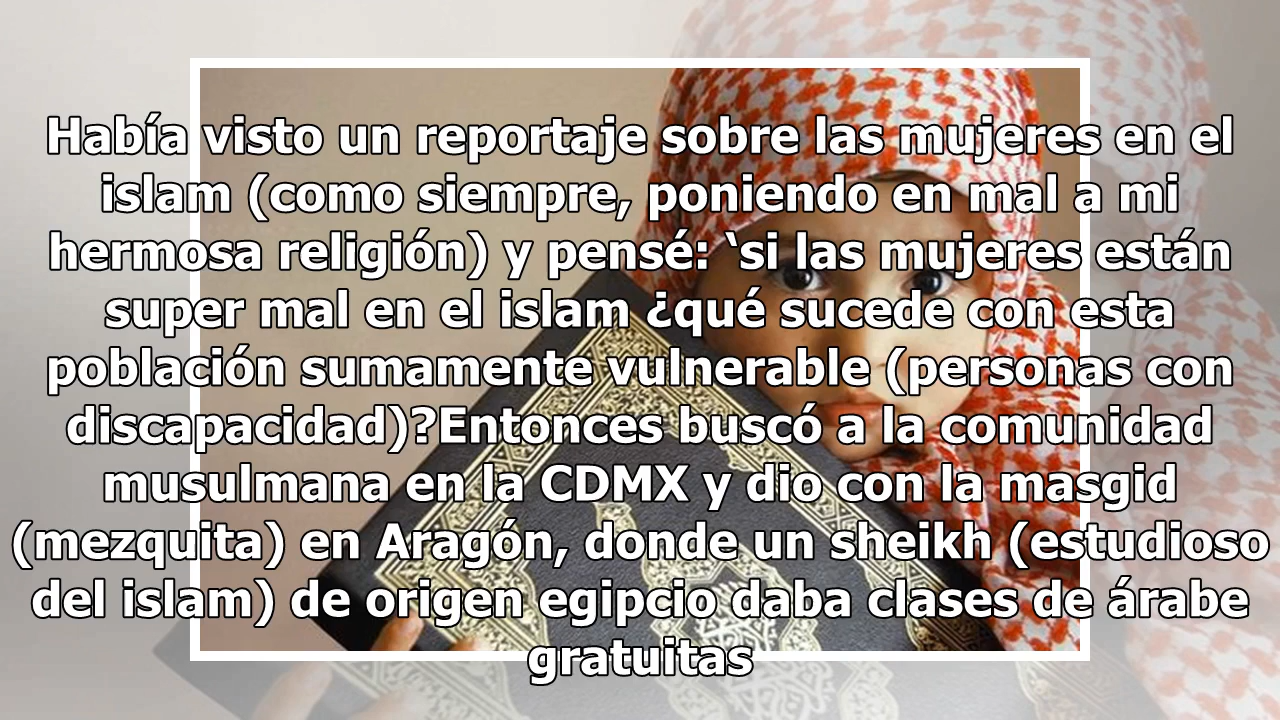 Había visto un reportaje sobre las mujeres en el
islam (como siempre, poniendo en mal a mi
hermosa religión) y pensé: ‘si las mujeres están
super mal en el islam ¿qué sucede con esta
población sumamente vulnerable (personas con
discapacidad)?Entonces buscó a la comunidad
musulmana en la CDMX y dio con la masgid
(mezquita) en Aragón, donde un sheikh (estudioso
del islam) de origen egipcio daba clases de árabe
gratuitas